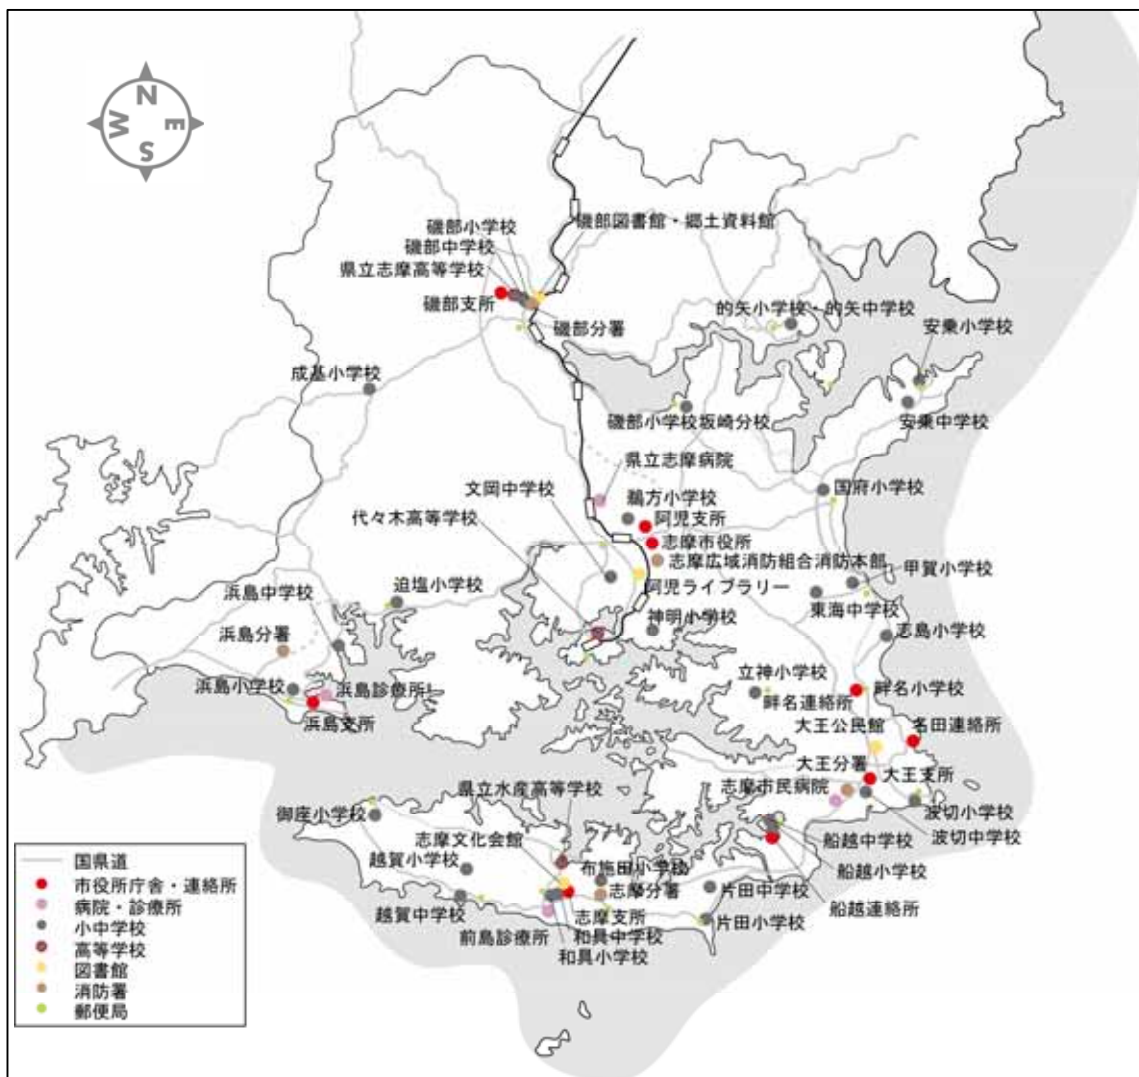 N
W
E
S
磯部小学校
磯部図書館・郷土資料館
磯部中学校
県立志摩高等学校
磯部支所
磯部分署
的矢小学校・的矢中学校
安乗小学校
成基小学校
磯部小学校坂崎分校
安乗中学校
県立志摩病院
文岡中学校
鵜方小学校
国府小学校
代々木高等学校
阿児支所
志摩市役所
志摩広域消防組合消防本部
阿児ライブラリー
甲賀小学校
浜島中学校
迫塩小学校
東海中学校
神明小学校
浜島分署
志島小学校
立神小学校
浜島小学校
浜島診療所
畔名連絡所
畔名小学校
浜島支所
大王公民館
名田連絡所
大王分署
大王支所
県立水産高等学校
志摩市民病院
御座小学校
波切小学校
志摩文化会館
船越中学校
波切中学校
越賀小学校
布施田小学校
船越小学校
片田中学校
越賀中学校
志摩分署
船越連絡所
志摩支所
片田小学校
前島診療所
和具中学校
和具小学校
国県道
市役所庁舎・連絡所
病院・診療所
小中学校
高等学校
図書館
消防署
郵便局